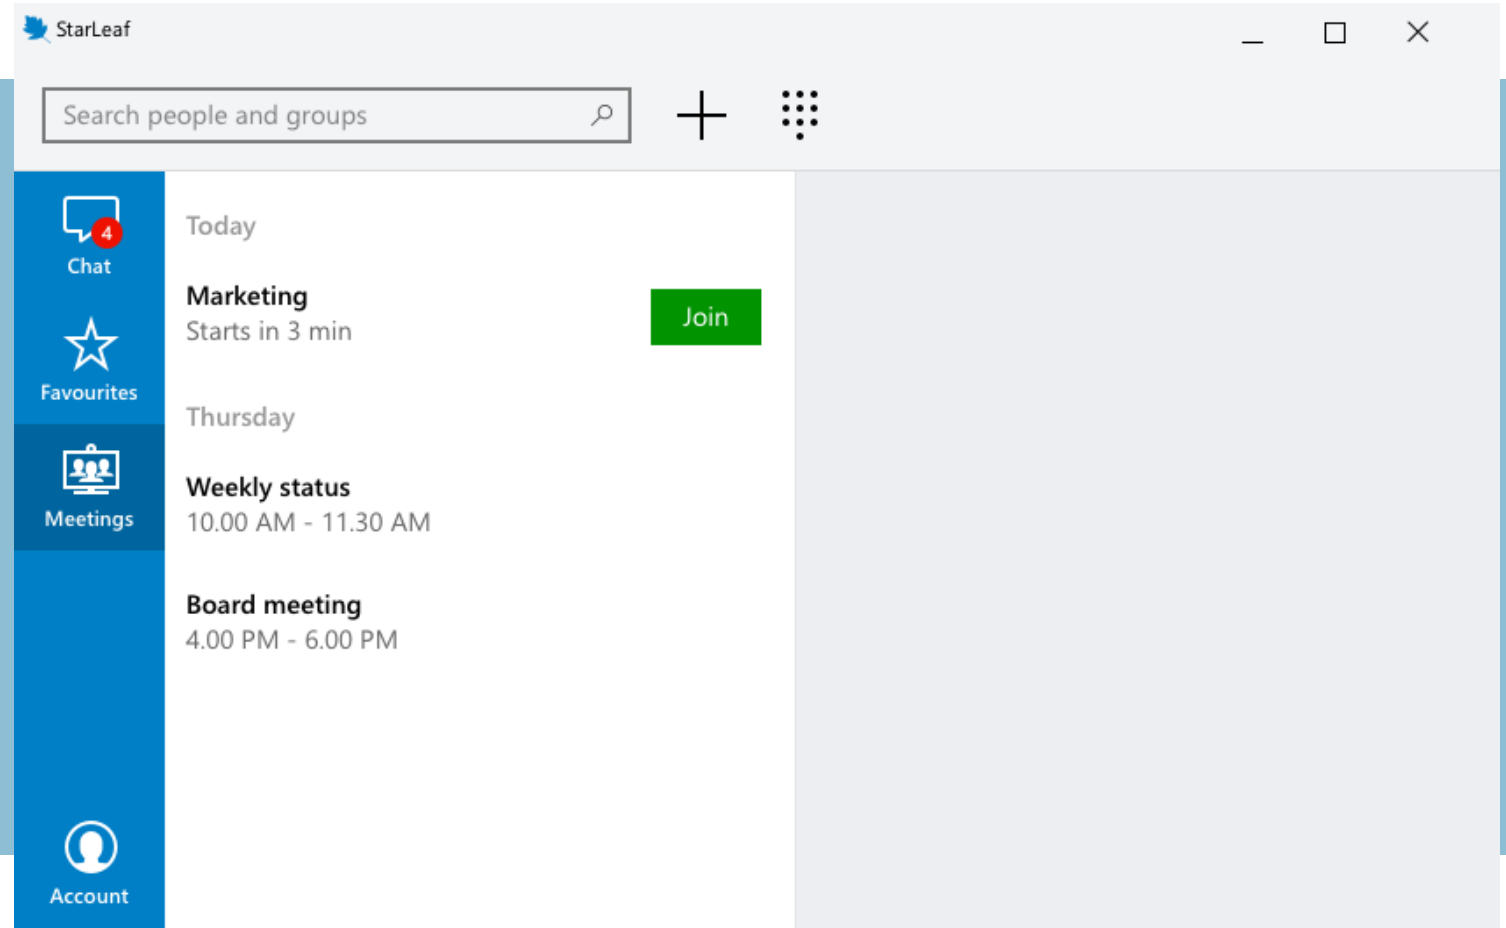 StarLeaf
Search people and groups
4
Chat
Favourites
Meetings
Account
Today
Marketing
Starts in 3 min
Join
Thursday
Weekly status
10.00 AM - 11.30 AM
Board meeting
4.00 PM - 6.00 PM